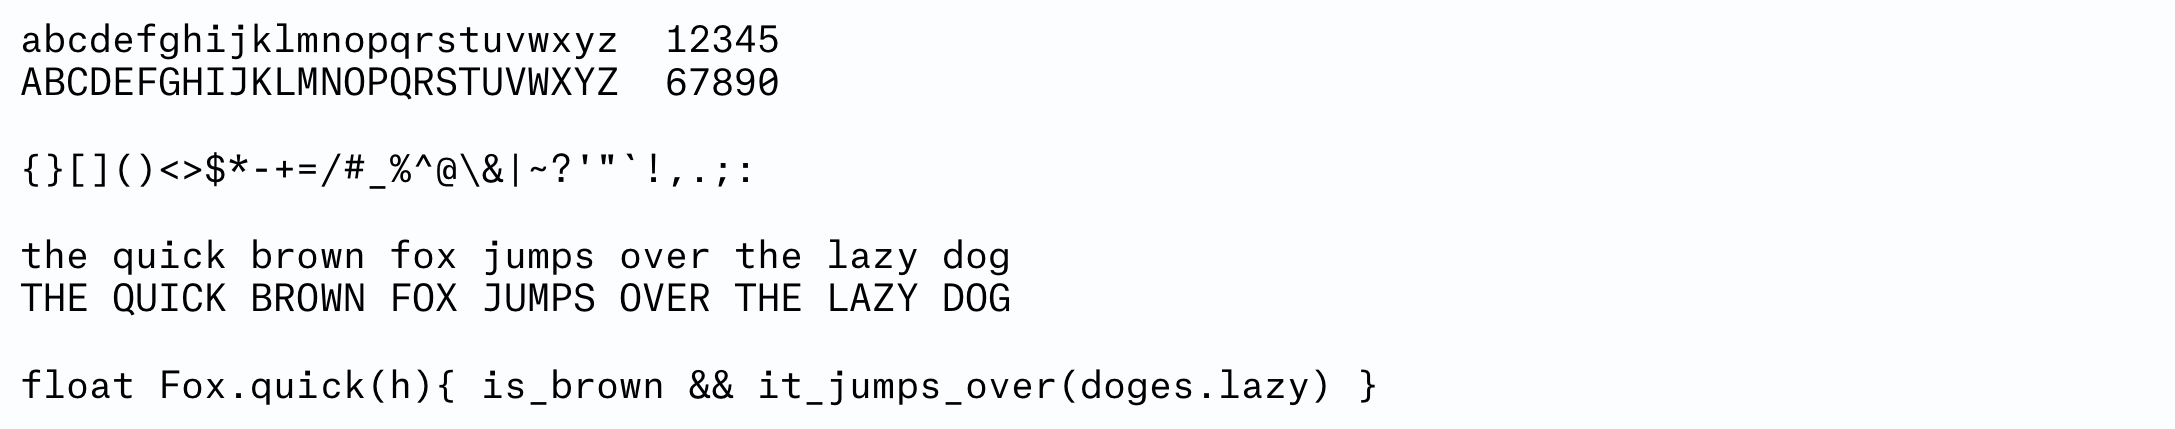 abcdefghijklmnopqrstuvwxyz  12345
ABCDEFGHIJKLMNOPQRSTUVWXYZ  67890
{}[]()<>$*-+=/#_%^@\&|~?'"`!,.;:
the quick brown fox jumps over the lazy dog
THE QUICK BROWN FOX JUMPS OVER THE LAZY DOG
float Fox.quick(h){ is_brown && it_jumps_over(doges.lazy) }